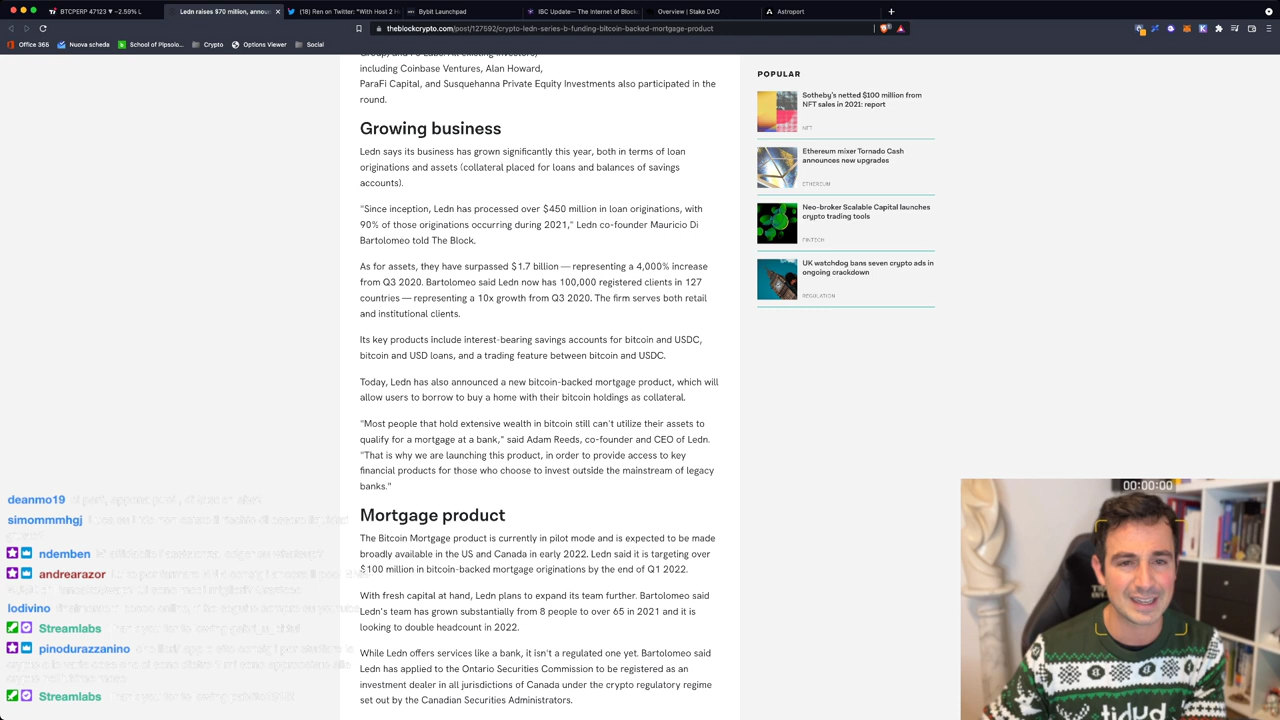 BTCPERP 47123 ▼ −2.59% L
Ledn raises $70 million, announ
(18) Ren on Twitter: "With Host 2 H
Bybit Launchpad
IBC Update— The Internet of Block
Overview | Stake DAO
Astroport
theblockcrypto.com/post/127592/crypto-ledn-series-b-funding-bitcoin-backed-mortgage-product
Office 365
Nuova scheda
School of Pipsolo...
Crypto
Options Viewer
Social
including Coinbase Ventures, Alan Howard,
ParaFi Capital, and Susquehanna Private Equity Investments also participated in the
round.
Growing business
Ledn says its business has grown significantly this year, both in terms of loan
originations and assets (collateral placed for loans and balances of savings
accounts).
"Since inception, Ledn has processed over $450 million in loan originations, with
90% of those originations occurring during 2021," Ledn co-founder Mauricio Di
Bartolomeo told The Block.
As for assets, they have surpassed $1.7 billion — representing a 4,000% increase
from Q3 2020. Bartolomeo said Ledn now has 100,000 registered clients in 127
countries — representing a 10x growth from Q3 2020. The firm serves both retail
and institutional clients.
Its key products include interest-bearing savings accounts for bitcoin and USDC,
bitcoin and USD loans, and a trading feature between bitcoin and USDC.
Today, Ledn has also announced a new bitcoin-backed mortgage product, which will
allow users to borrow to buy a home with their bitcoin holdings as collateral.
"Most people that hold extensive wealth in bitcoin still can't utilize their assets to
qualify for a mortgage at a bank," said Adam Reeds, co-founder and CEO of Ledn.
"That is why we are launching this product, in order to provide access to key
financial products for those who choose to invest outside the mainstream of legacy
banks."
Mortgage product
The Bitcoin Mortgage product is currently in pilot mode and is expected to be made
broadly available in the US and Canada in early 2022. Ledn said it is targeting over
$100 million in bitcoin-backed mortgage originations by the end of Q1 2022.
With fresh capital at hand, Ledn plans to expand its team further. Bartolomeo said
Ledn's team has grown substantially from 8 people to over 65 in 2021 and it is
looking to double headcount in 2022.
While Ledn offers services like a bank, it isn't a regulated one yet. Bartolomeo said
Ledn has applied to the Ontario Securities Commission to be registered as an
investment dealer in all jurisdictions of Canada under the crypto regulatory regime
set out by the Canadian Securities Administrators.
POPULAR
Sotheby's netted $100 million from
NFT sales in 2021: report
NFT
Ethereum mixer Tornado Cash
announces new upgrades
ETHEREUM
Neo-broker Scalable Capital launches
crypto trading tools
FINTECH
UK watchdog bans seven crypto ads in
ongoing crackdown
REGULATION
deanmo19
simommmhgj
ndemben
andrearazor
lodivino
Streamlabs
pinodurazzanino
Streamlabs
00:00:00